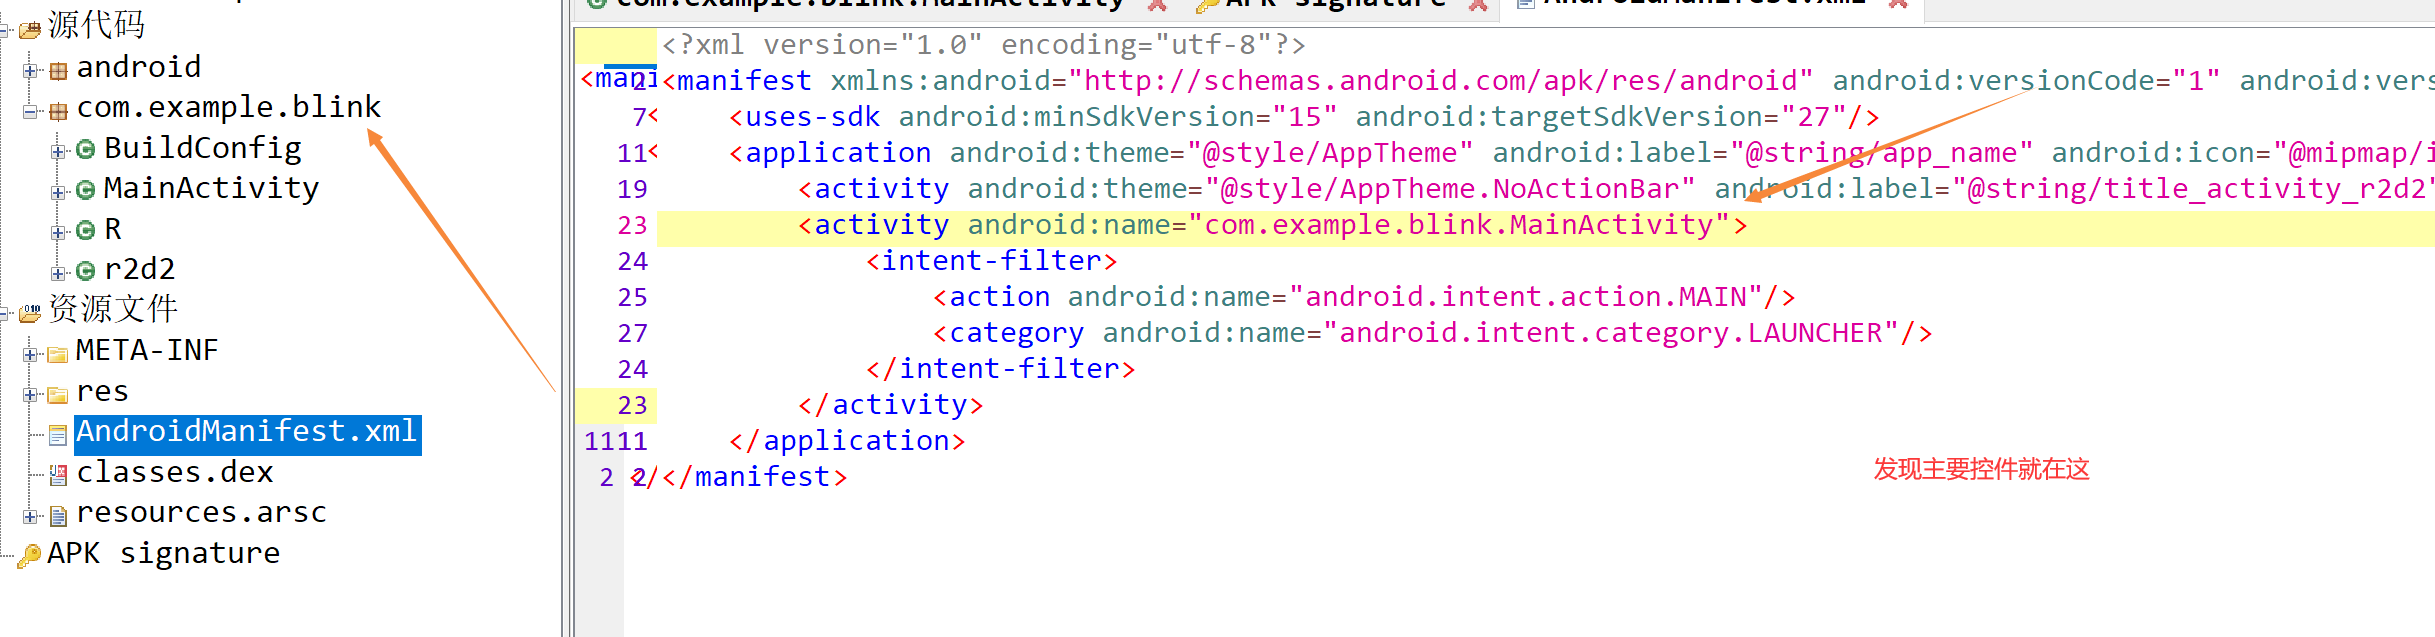 源代码
android
com.example.blink
BuildConfig
MainActivity
R
r2d2
资源文件
META-INF
res
AndroidManifest.xml
classes.dex
resources.arsc
APK signature
com.example.blink.MainActivity
APK signature
AndroidManifest.xml
<?xml version="1.0" encoding="utf-8"?>
2 <manifest xmlns:android="http://schemas.android.com/apk/res/android" android:versionCode="1"
7 <uses-sdk android:minSdkVersion="15" android:targetSdkVersion="27"/>
11 <application android:theme="@style/AppTheme" android:label="@string/app_name" android:icon="@mipmap/i
19 <activity android:theme="@style/AppTheme.NoActionBar" android:label="@string/title_activity_r2d2"
23 <activity android:name="com.example.blink.MainActivity">
24 <intent-filter>
25 <action android:name="android.intent.action.MAIN"/>
27 <category android:name="android.intent.category.LAUNCHER"/>
24 </intent-filter>
23 </activity>
1111 </application>
2 2 </manifest>
发现主要控件就在这